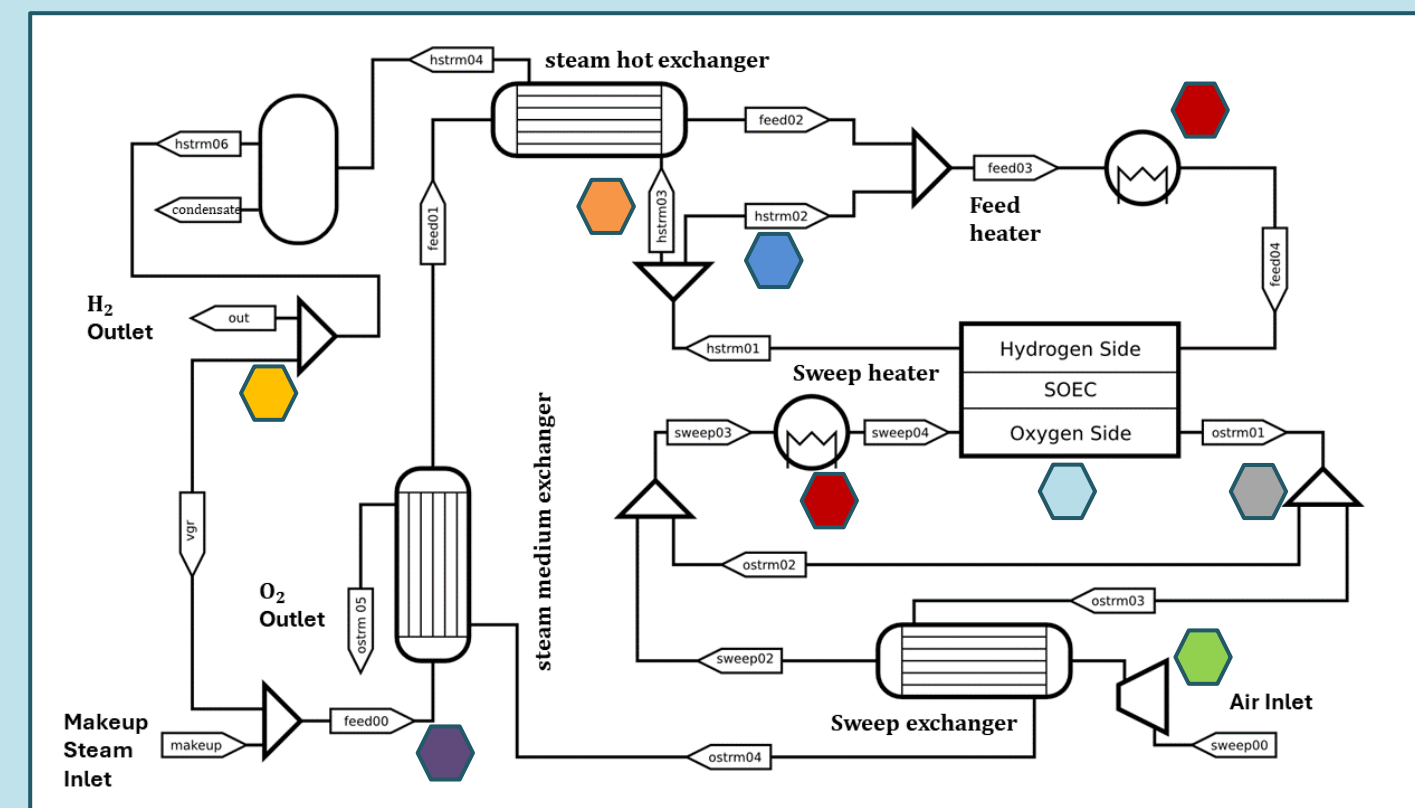 hstrm04
steam hot exchanger
feed02
hstrm06
condensate
feed01
hstrm03
hstrm02
feed03
Feed
heater
feed04
H₂
Outlet
out
hstrm01
Hydrogen Side
SOEC
Oxygen Side
Sweep heater
sweep03
sweep04
ostrm01
steam medium exchanger
vgr
O₂
Outlet
ostrm 05
ostrm02
ostrm03
sweep02
Sweep exchanger
Air Inlet
sweep00
Makeup
Steam
Inlet
makeup
feed00
ostrm04